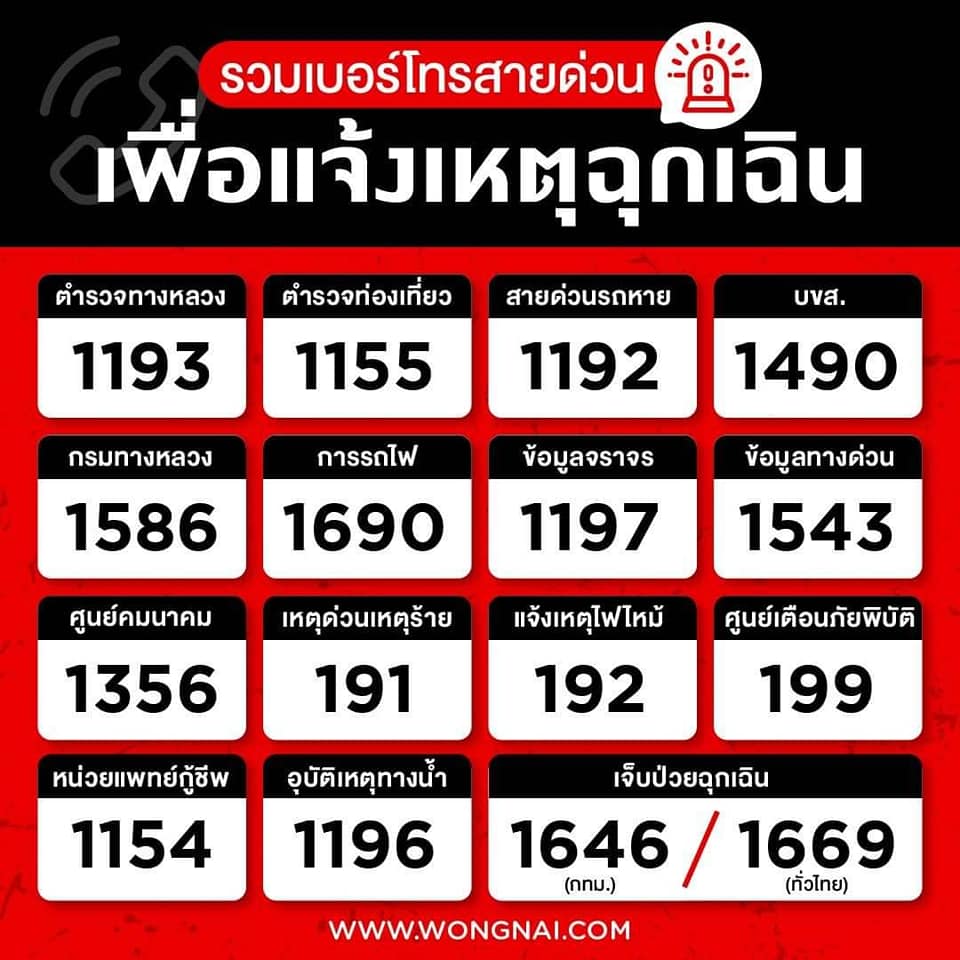 รวมเบอร์โทรสายด่วน
เพื่อแจ้งเหตุฉุกเฉิน
ตำรวจทางหลวง
1193
ตำรวจท่องเที่ยว
1155
สายด่วนรถหาย
1192
บขส.
1490
กรมทางหลวง
1586
การรถไฟ
1690
ข้อมูลจราจร
1197
ข้อมูลทางด่วน
1543
ศูนย์คมนาคม
1356
เหตุด่วนเหตุร้าย
191
แจ้งเหตุไฟไหม้
192
ศูนย์เตือนภัยพิบัติ
199
หน่วยแพทย์กู้ชีพ
1154
อุบัติเหตุทางน้ำ
1196
เจ็บป่วยฉุกเฉิน
1646 / 1669
(กทม.) (ทั่วไทย)
WWW.WONGNAI.COM